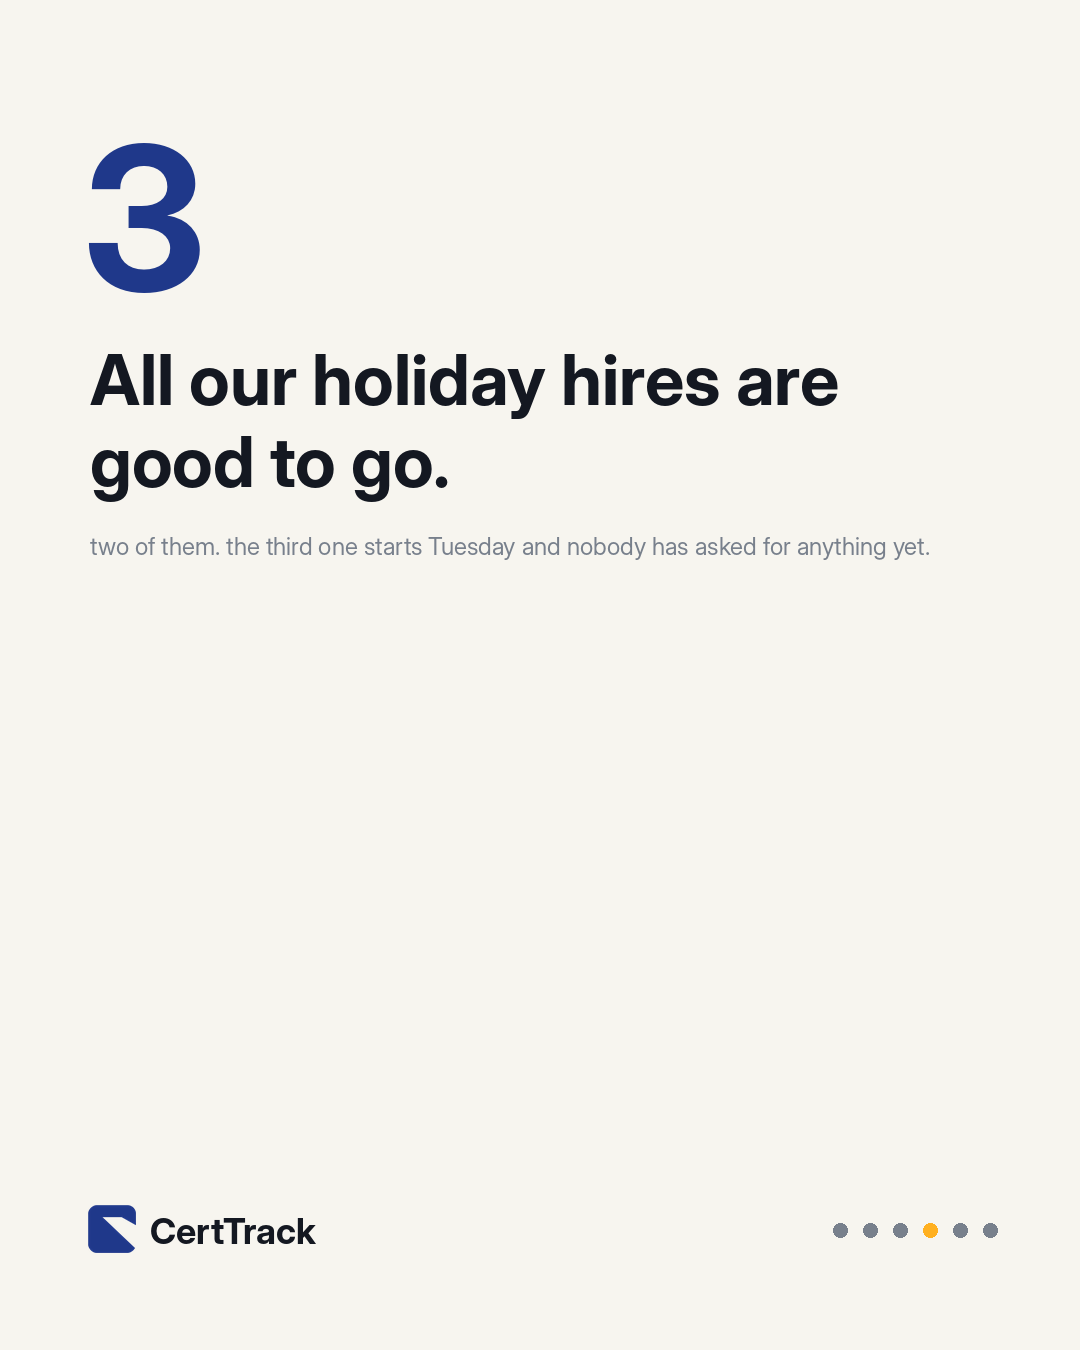 3
All our holiday hires are
good to go.
two of them. the third one starts Tuesday and nobody has asked for anything yet.
CertTrack